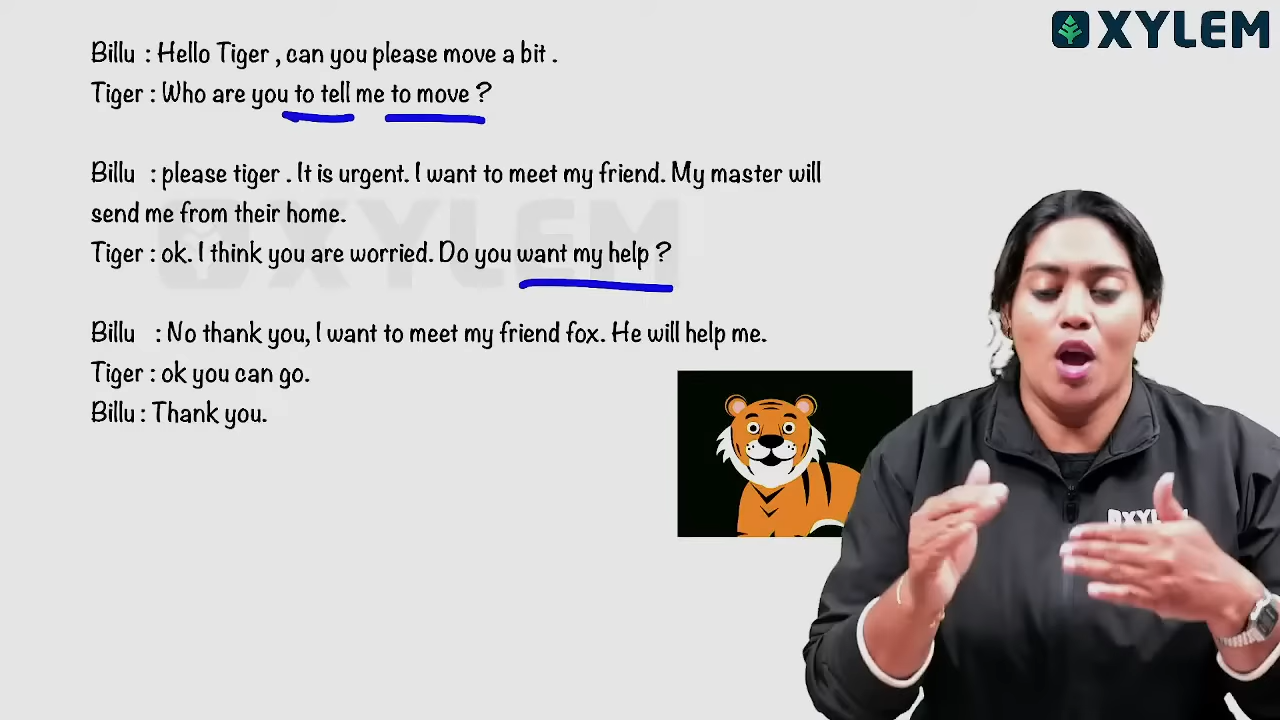 XYLEM
Billu : Hello Tiger , can you please move a bit .
Tiger : Who are you to tell me to move ?
Billu : please tiger . It is urgent. I want to meet my friend. My master will
send me from their home.
Tiger : ok. I think you are worried. Do you want my help ?
Billu : No thank you, I want to meet my friend fox. He will help me.
Tiger : ok you can go.
Billu : Thank you.
XYLEM
XYLEM